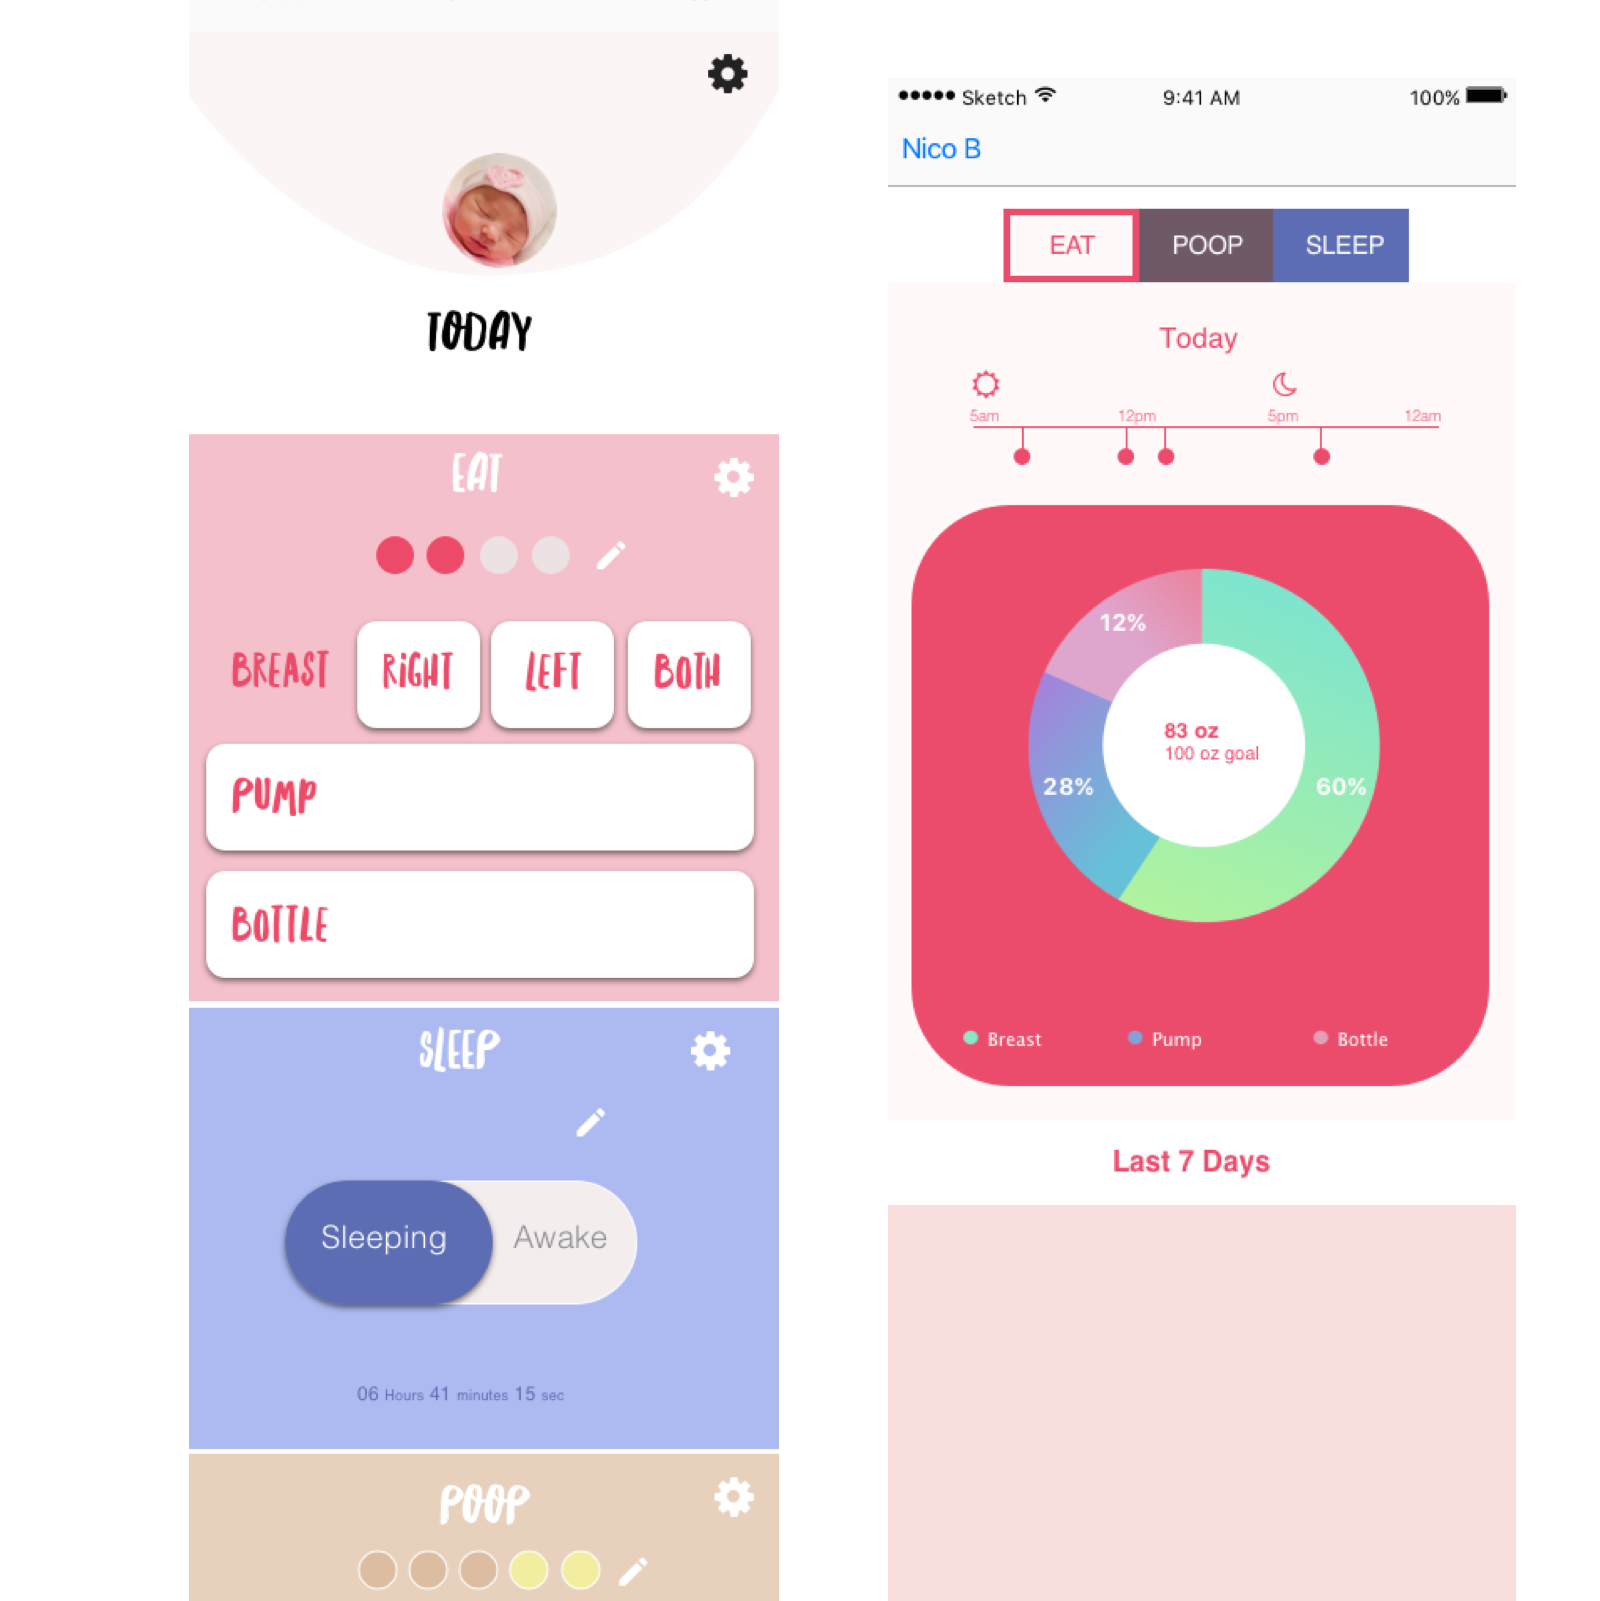 TODAY
EAT
BREAST RIGHT LEFT BOTH
PUMP
BOTTLE
SLEEP
Sleeping Awake
06 Hours 41 minutes 15 sec
POOP
Sketch 9:41 AM 100%
Nico B
EAT POOP SLEEP
Today
5am 12pm 5pm 12am
12%
83 oz
100 oz goal
28% 60%
Breast Pump Bottle
Last 7 Days